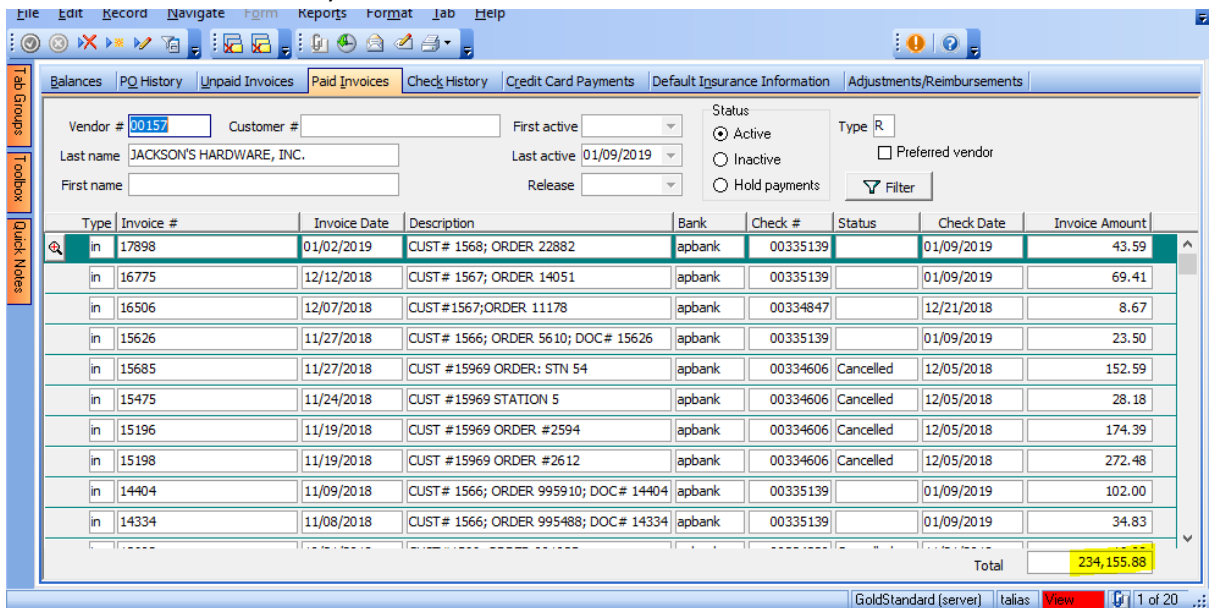 File Edit Record Navigate Form Reports Format Tab Help
Tab Groups
Toolbox
Quick Notes
Balances PO History Unpaid Invoices Paid Invoices Check History Credit Card Payments Default Insurance Information Adjustments/Reimbursements
Vendor # 00157 Customer # First active Status Active Type R
Last name JACKSON'S HARDWARE, INC. Last active 01/09/2019 Inactive Preferred vendor
First name Release Hold payments Filter
Type Invoice # Invoice Date Description Bank Check # Status Check Date Invoice Amount
in 17898 01/02/2019 CUST# 1568; ORDER 22882 apbank 00335139 01/09/2019 43.59
in 16775 12/12/2018 CUST# 1567; ORDER 14051 apbank 00335139 01/09/2019 69.41
in 16506 12/07/2018 CUST#1567;ORDER 11178 apbank 00334847 12/21/2018 8.67
in 15626 11/27/2018 CUST# 1566; ORDER 5610; DOC# 15626 apbank 00335139 01/09/2019 23.50
in 15685 11/27/2018 CUST #15969 ORDER: STN 54 apbank 00334606 Cancelled 12/05/2018 152.59
in 15475 11/24/2018 CUST #15969 STATION 5 apbank 00334606 Cancelled 12/05/2018 28.18
in 15196 11/19/2018 CUST #15969 ORDER #2594 apbank 00334606 Cancelled 12/05/2018 174.39
in 15198 11/19/2018 CUST #15969 ORDER #2612 apbank 00334606 Cancelled 12/05/2018 272.48
in 14404 11/09/2018 CUST# 1566; ORDER 995910; DOC# 14404 apbank 00335139 01/09/2019 102.00
in 14334 11/08/2018 CUST# 1566; ORDER 995488; DOC# 14334 apbank 00335139 01/09/2019 34.83
Total 234,155.88
GoldStandard (server) talias View 1 of 20